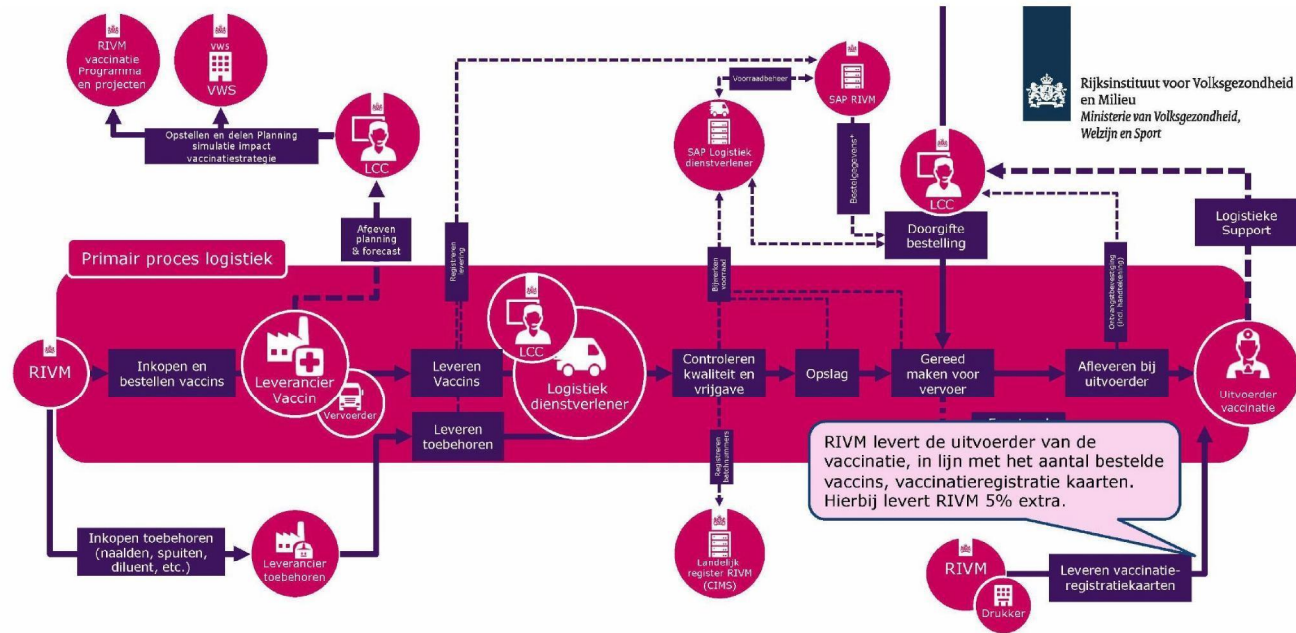 RIVM
vaccinatie
Programma
en projecten
VWS
VWS
Opstellen en delen Planning
simulatie impact
vaccinatiestrategie
LCC
Afgeven
planning
& forecast
Registreren
levering
Voorraadbeheer
SAP RIVM
SAP Logistiek
dienstverlener
Bestelgegevens*
LCC
Doorgifte
bestelling
Rijksinstituut voor Volksgezondheid
en Milieu
Ministerie van Volksgezondheid,
Welzijn en Sport
Logistieke
Support
Bijwerken
voorraad
Ontvangstbevestiging
(incl. handtekening)
Primair proces logistiek
RIVM
Inkopen en
bestellen vaccins
Leverancier
Vaccin
Vervoerder
Leveren
Vaccins
Leveren
toebehoren
LCC
Logistiek
dienstverlener
Controleren
kwaliteit en
vrijgave
Opslag
Gereed
maken voor
vervoer
Afleveren bij
uitvoerder
Uitvoerder
vaccinatie
Registreren
batchnummers
RIVM levert de uitvoerder van de
vaccinatie, in lijn met het aantal bestelde
vaccins, vaccinatieregistratie kaarten.
Hierbij levert RIVM 5% extra.
Inkopen toebehoren
(naalden, spuiten,
diluent, etc.)
Leverancier
toebehoren
Landelijk
register RIVM
(CIMS)
RIVM
Drukker
Leveren vaccinatie-
registratiekaarten